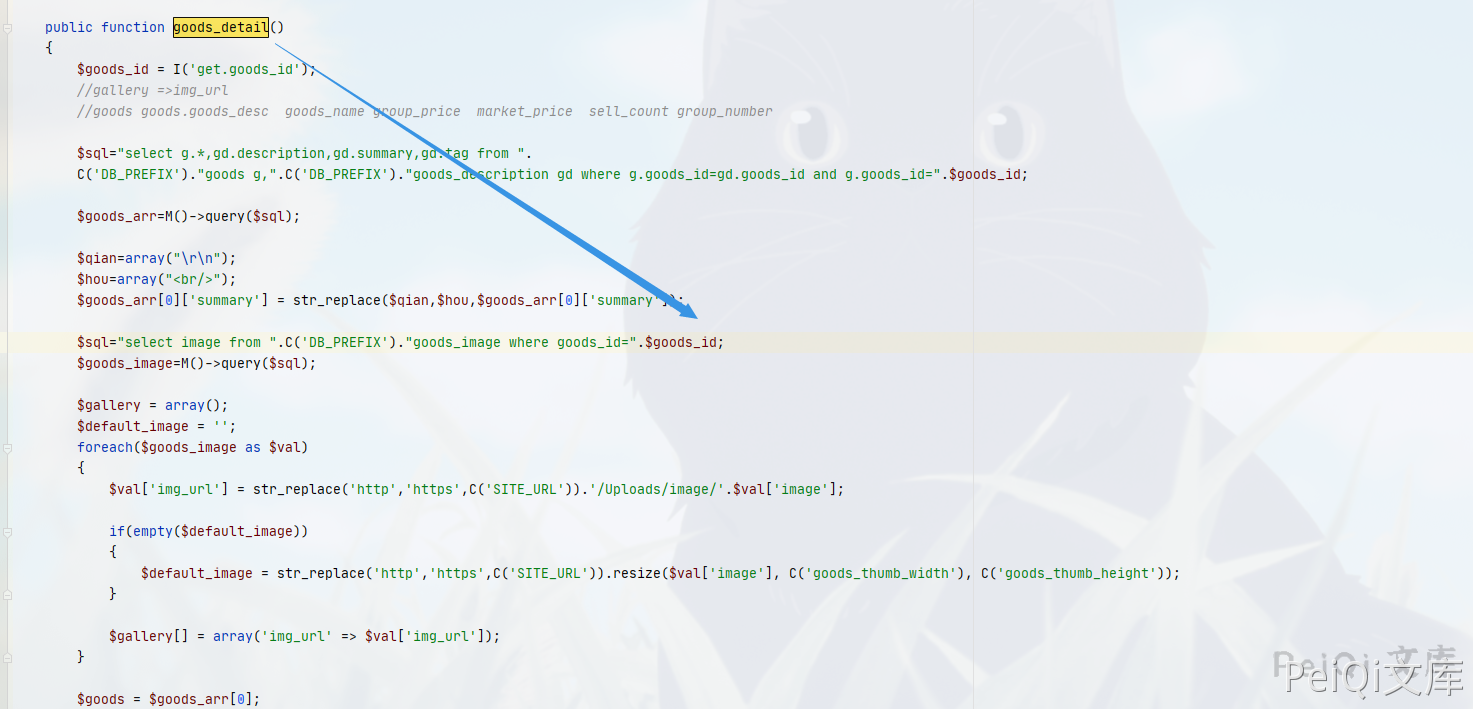 public function goods_detail()
{
$goods_id = I('get.goods_id');
//gallery =>img_url
//goods goods.goods_desc  goods_name group_price  market_price  sell_count group_number
$sql="select g.*,gd.description,gd.summary,gd.tag from ".
C('DB_PREFIX')."goods g,".C('DB_PREFIX')."goods_description gd where g.goods_id=gd.goods_id and g.goods_id=".$goods_id;
$goods_arr=M()->query($sql);
$qian=array("\r\n");
$hou=array("<br/>");
$goods_arr[0]['summary'] = str_replace($qian,$hou,$goods_arr[0]['summary']);
$sql="select image from ".C('DB_PREFIX')."goods_image where goods_id=".$goods_id;
$goods_image=M()->query($sql);
$gallery = array();
$default_image = '';
foreach($goods_image as $val)
{
$val['img_url'] = str_replace('http','https',C('SITE_URL')).'/Uploads/image/'.$val['image'];
if(empty($default_image))
{
$default_image = str_replace('http','https',C('SITE_URL')).resize($val['image'], C('goods_thumb_width'), C('goods_thumb_height'));
}
$gallery[] = array('img_url' => $val['img_url']);
}
$goods = $goods_arr[0];
PeiQi 文库
PeiQi文库